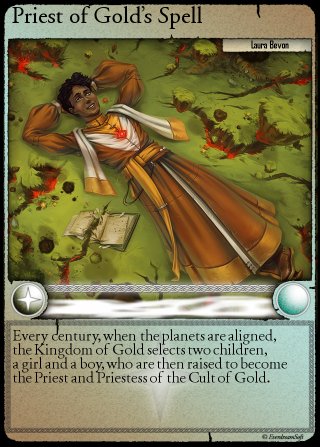 Priest of Gold's Spell
Laura Bevon
Every century, when the planets are aligned,
the Kingdom of Gold selects two children,
a girl and a boy, who are then raised to become
the Priest and Priestess of the Cult of Gold.
© EverdreamSoft